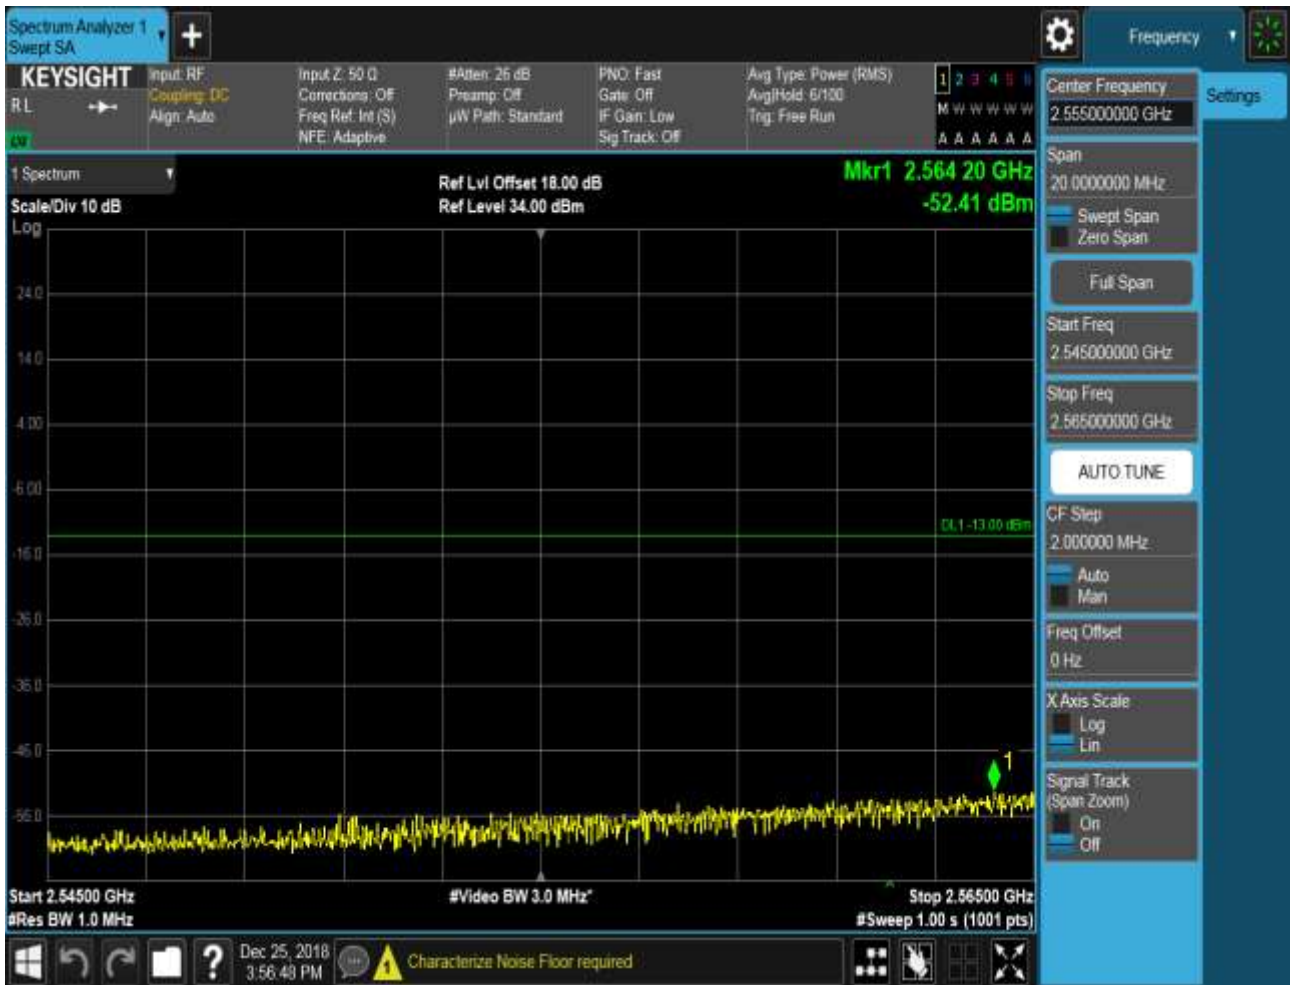 Spectrum Analyzer 1
Swept SA
Frequency
KEYSIGHT
R L
Input: RF
Coupling: DC
Align: Auto
Input Z: 50 Ω
Corrections: Off
Freq Ref: Int (S)
NFE: Adaptive
#Atten: 26 dB
Preamp: Off
µW Path: Standard
PNO: Fast
Gate: Off
IF Gain: Low
Sig Track: Off
Avg Type: Power (RMS)
Avg|Hold: 6/100
Trig: Free Run
1 2 3 4 5 6
M W W W W W
A A A A A A
1 Spectrum
Scale/Div 10 dB
Log
Ref Lvl Offset 18.00 dB
Ref Level 34.00 dBm
Mkr1 2.564 20 GHz
-52.41 dBm
24.0
14.0
4.00
-6.00
-16.0
-26.0
-36.0
-46.0
-56.0
DL1 -13.00 dBm
1
Start 2.54500 GHz
#Res BW 1.0 MHz
#Video BW 3.0 MHz*
Stop 2.56500 GHz
#Sweep 1.00 s (1001 pts)
Dec 25, 2018
3:56:48 PM
Characterize Noise Floor required
Settings
Center Frequency
2.555000000 GHz
Span
20.0000000 MHz
Swept Span
Zero Span
Full Span
Start Freq
2.545000000 GHz
Stop Freq
2.565000000 GHz
AUTO TUNE
CF Step
2.000000 MHz
Auto
Man
Freq Offset
0 Hz
X Axis Scale
Log
Lin
Signal Track
(Span Zoom)
On
Off